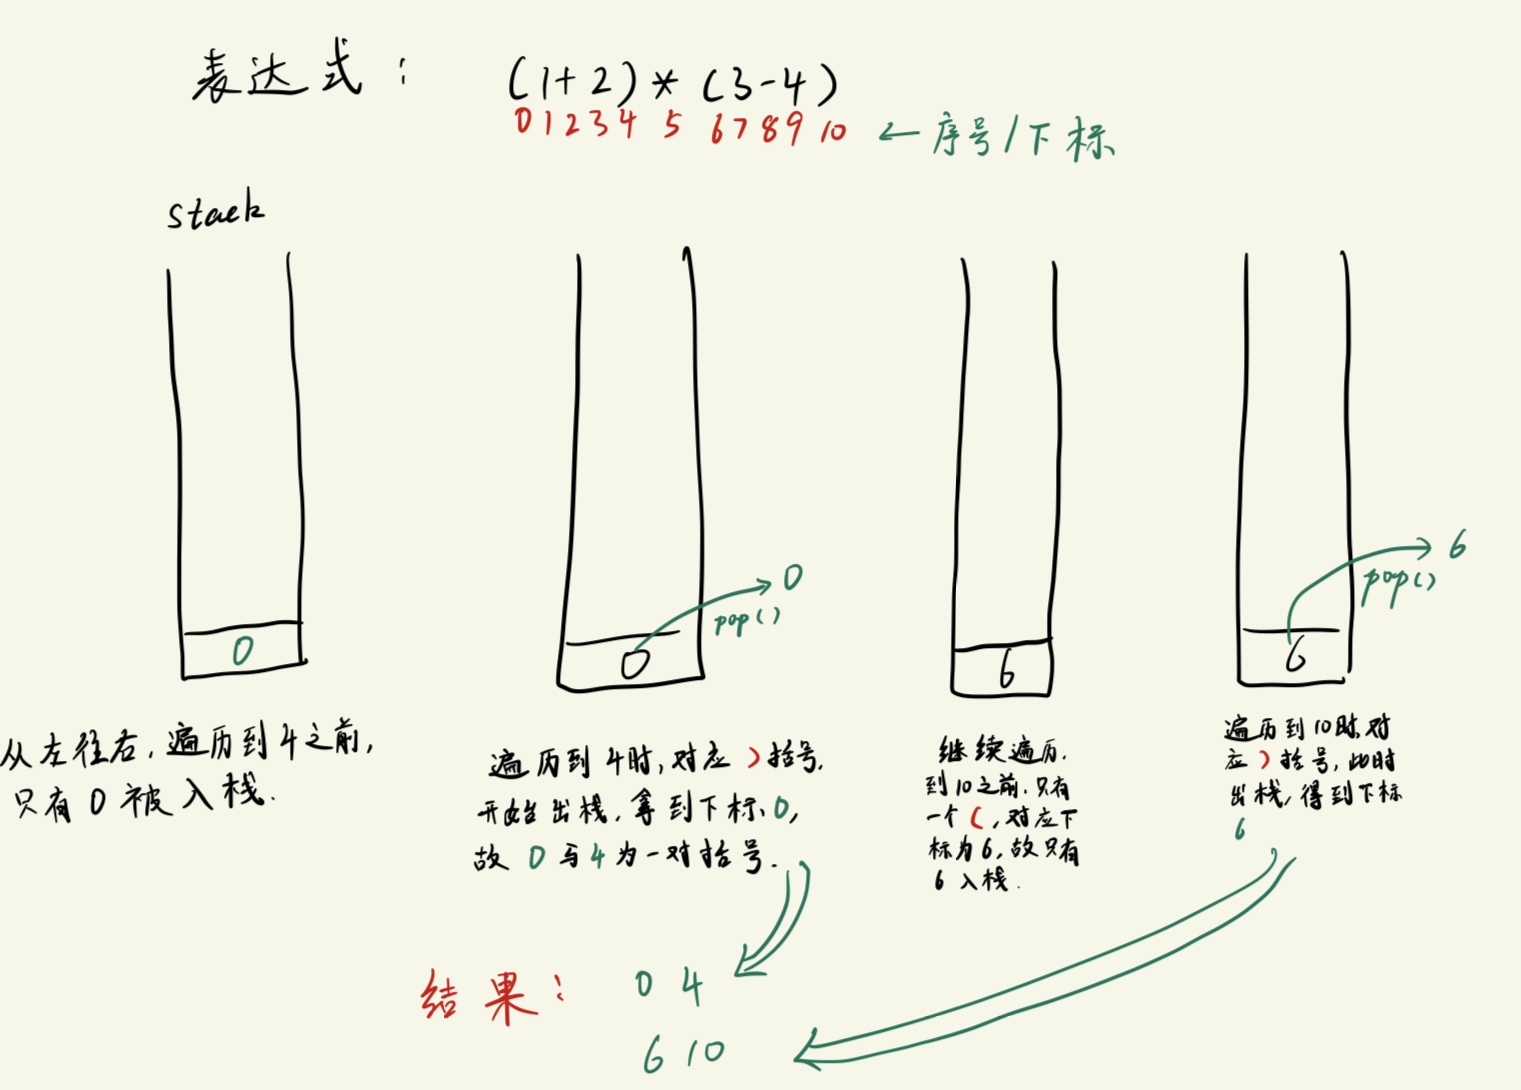 表达式： (1+2)*(3-4)
0 1 2 3 4 5 6 7 8 9 10 ← 序号/下标
stack
0
0
pop()
0
6
6
pop()
6
从左往右，遍历到4之前，
只有0被入栈.
遍历到4时，对应）括号，
开始出栈，拿到下标0，
故0与4为一对括号.
继续遍历.
到10之前.只有
一个（，对应下
标为6，故只有
6入栈.
遍历到10时，对
应）括号，此时
出栈，得到下标
6
结果： 0 4
6 10